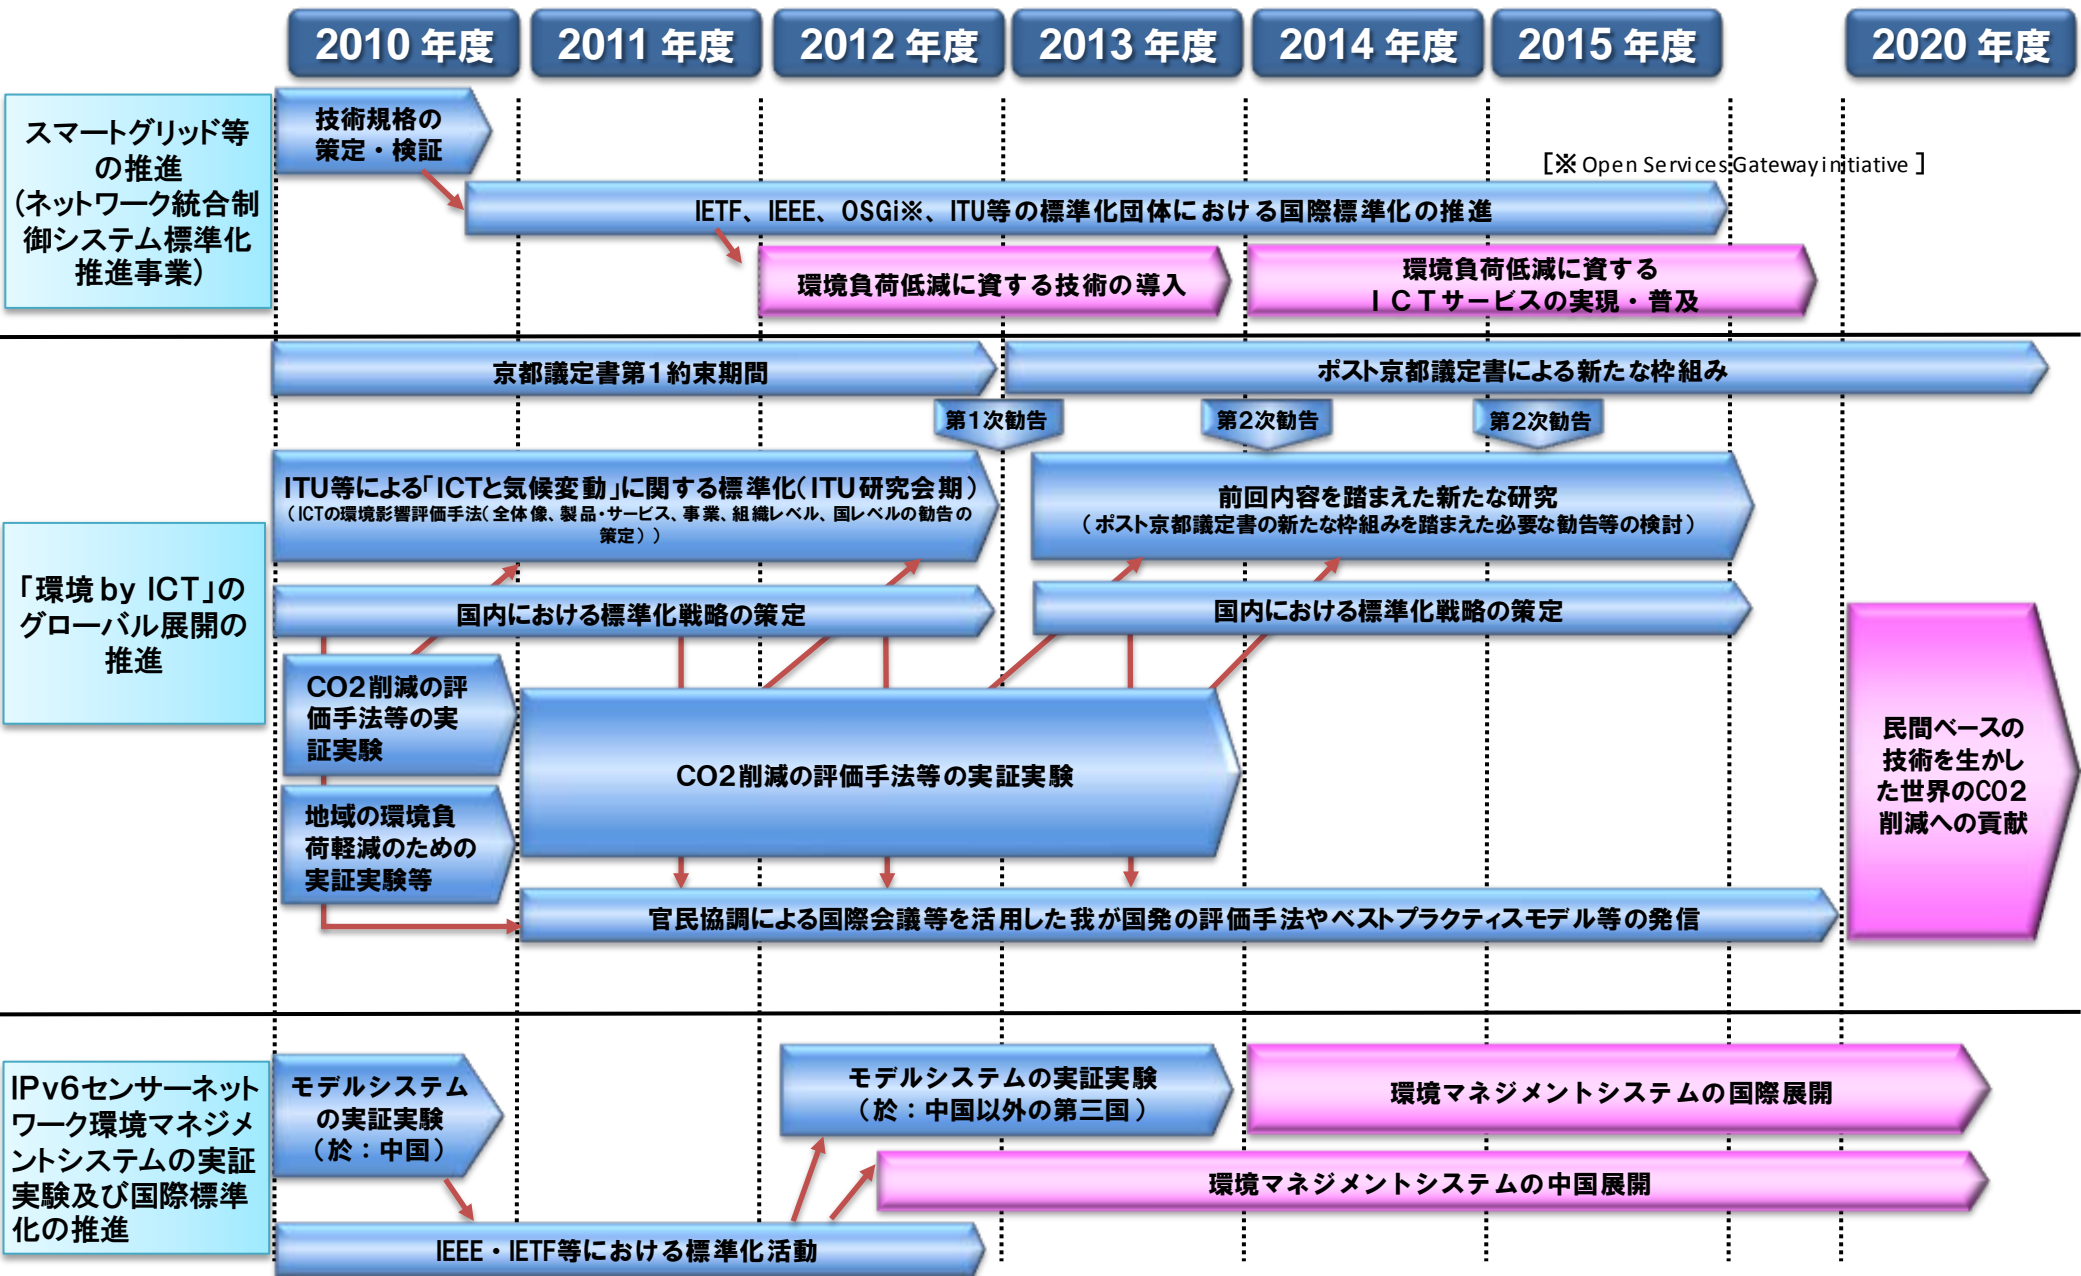 2010 年度
2011 年度
2012 年度
2013 年度
2014 年度
2015 年度
2020 年度
スマートグリッド等
の推進
(ネットワーク統合制
御システム標準化
推進事業)
技術規格の
策定・検証
[※ Open Services Gateway initiative ]
IETF、IEEE、OSGi※、ITU等の標準化団体における国際標準化の推進
環境負荷低減に資する技術の導入
環境負荷低減に資する
ＩＣＴサービスの実現・普及
京都議定書第１約束期間
ポスト京都議定書による新たな枠組み
第１次勧告
第２次勧告
第２次勧告
「環境 by ICT」の
グローバル展開の
推進
ITU等による「ICTと気候変動」に関する標準化（ITU研究会期）
（ICTの環境影響評価手法（全体像、製品・サービス、事業、組織レベル、国レベルの勧告の
策定））
前回内容を踏まえた新たな研究
（ポスト京都議定書の新たな枠組みを踏まえた必要な勧告等の検討）
国内における標準化戦略の策定
国内における標準化戦略の策定
CO2削減の評
価手法等の実
証実験
CO2削減の評価手法等の実証実験
地域の環境負
荷軽減のための
実証実験等
官民協調による国際会議等を活用した我が国発の評価手法やベストプラクティスモデル等の発信
民間ベースの
技術を生かし
た世界のCO2
削減への貢献
IPv6センサーネット
ワーク環境マネジメ
ントシステムの実証
実験及び国際標準
化の推進
モデルシステム
の実証実験
（於：中国）
モデルシステムの実証実験
（於：中国以外の第三国）
環境マネジメントシステムの国際展開
環境マネジメントシステムの中国展開
IEEE・IETF等における標準化活動